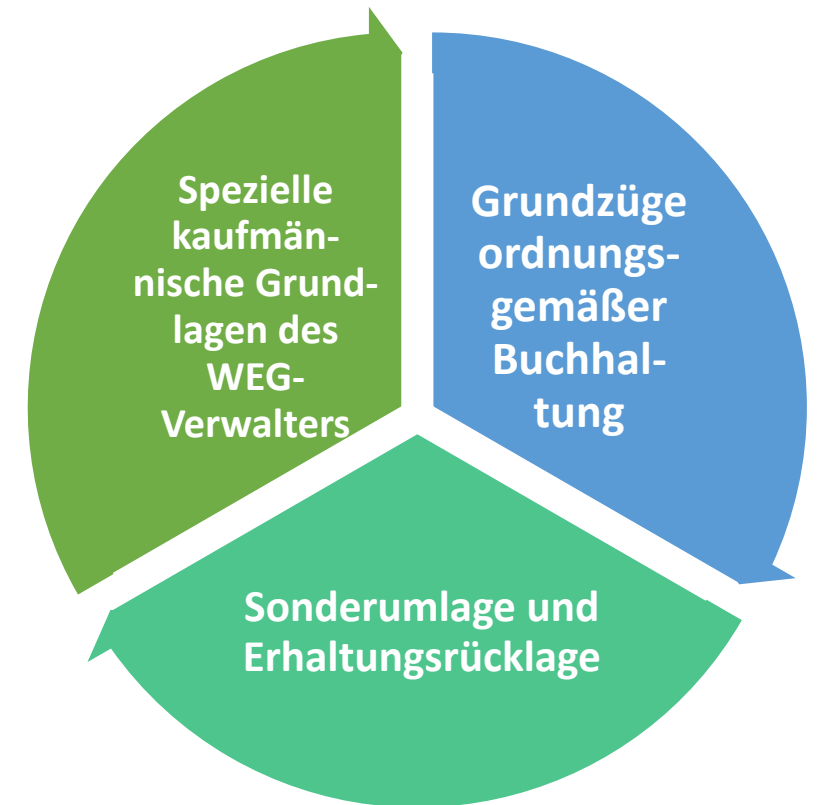 Spezielle
kaufmän-
nische Grund-
lagen des
WEG-
Verwalters
Grundzüge
ordnungs-
gemäßer
Buchhal-
tung
Sonderumlage und
Erhaltungsrücklage